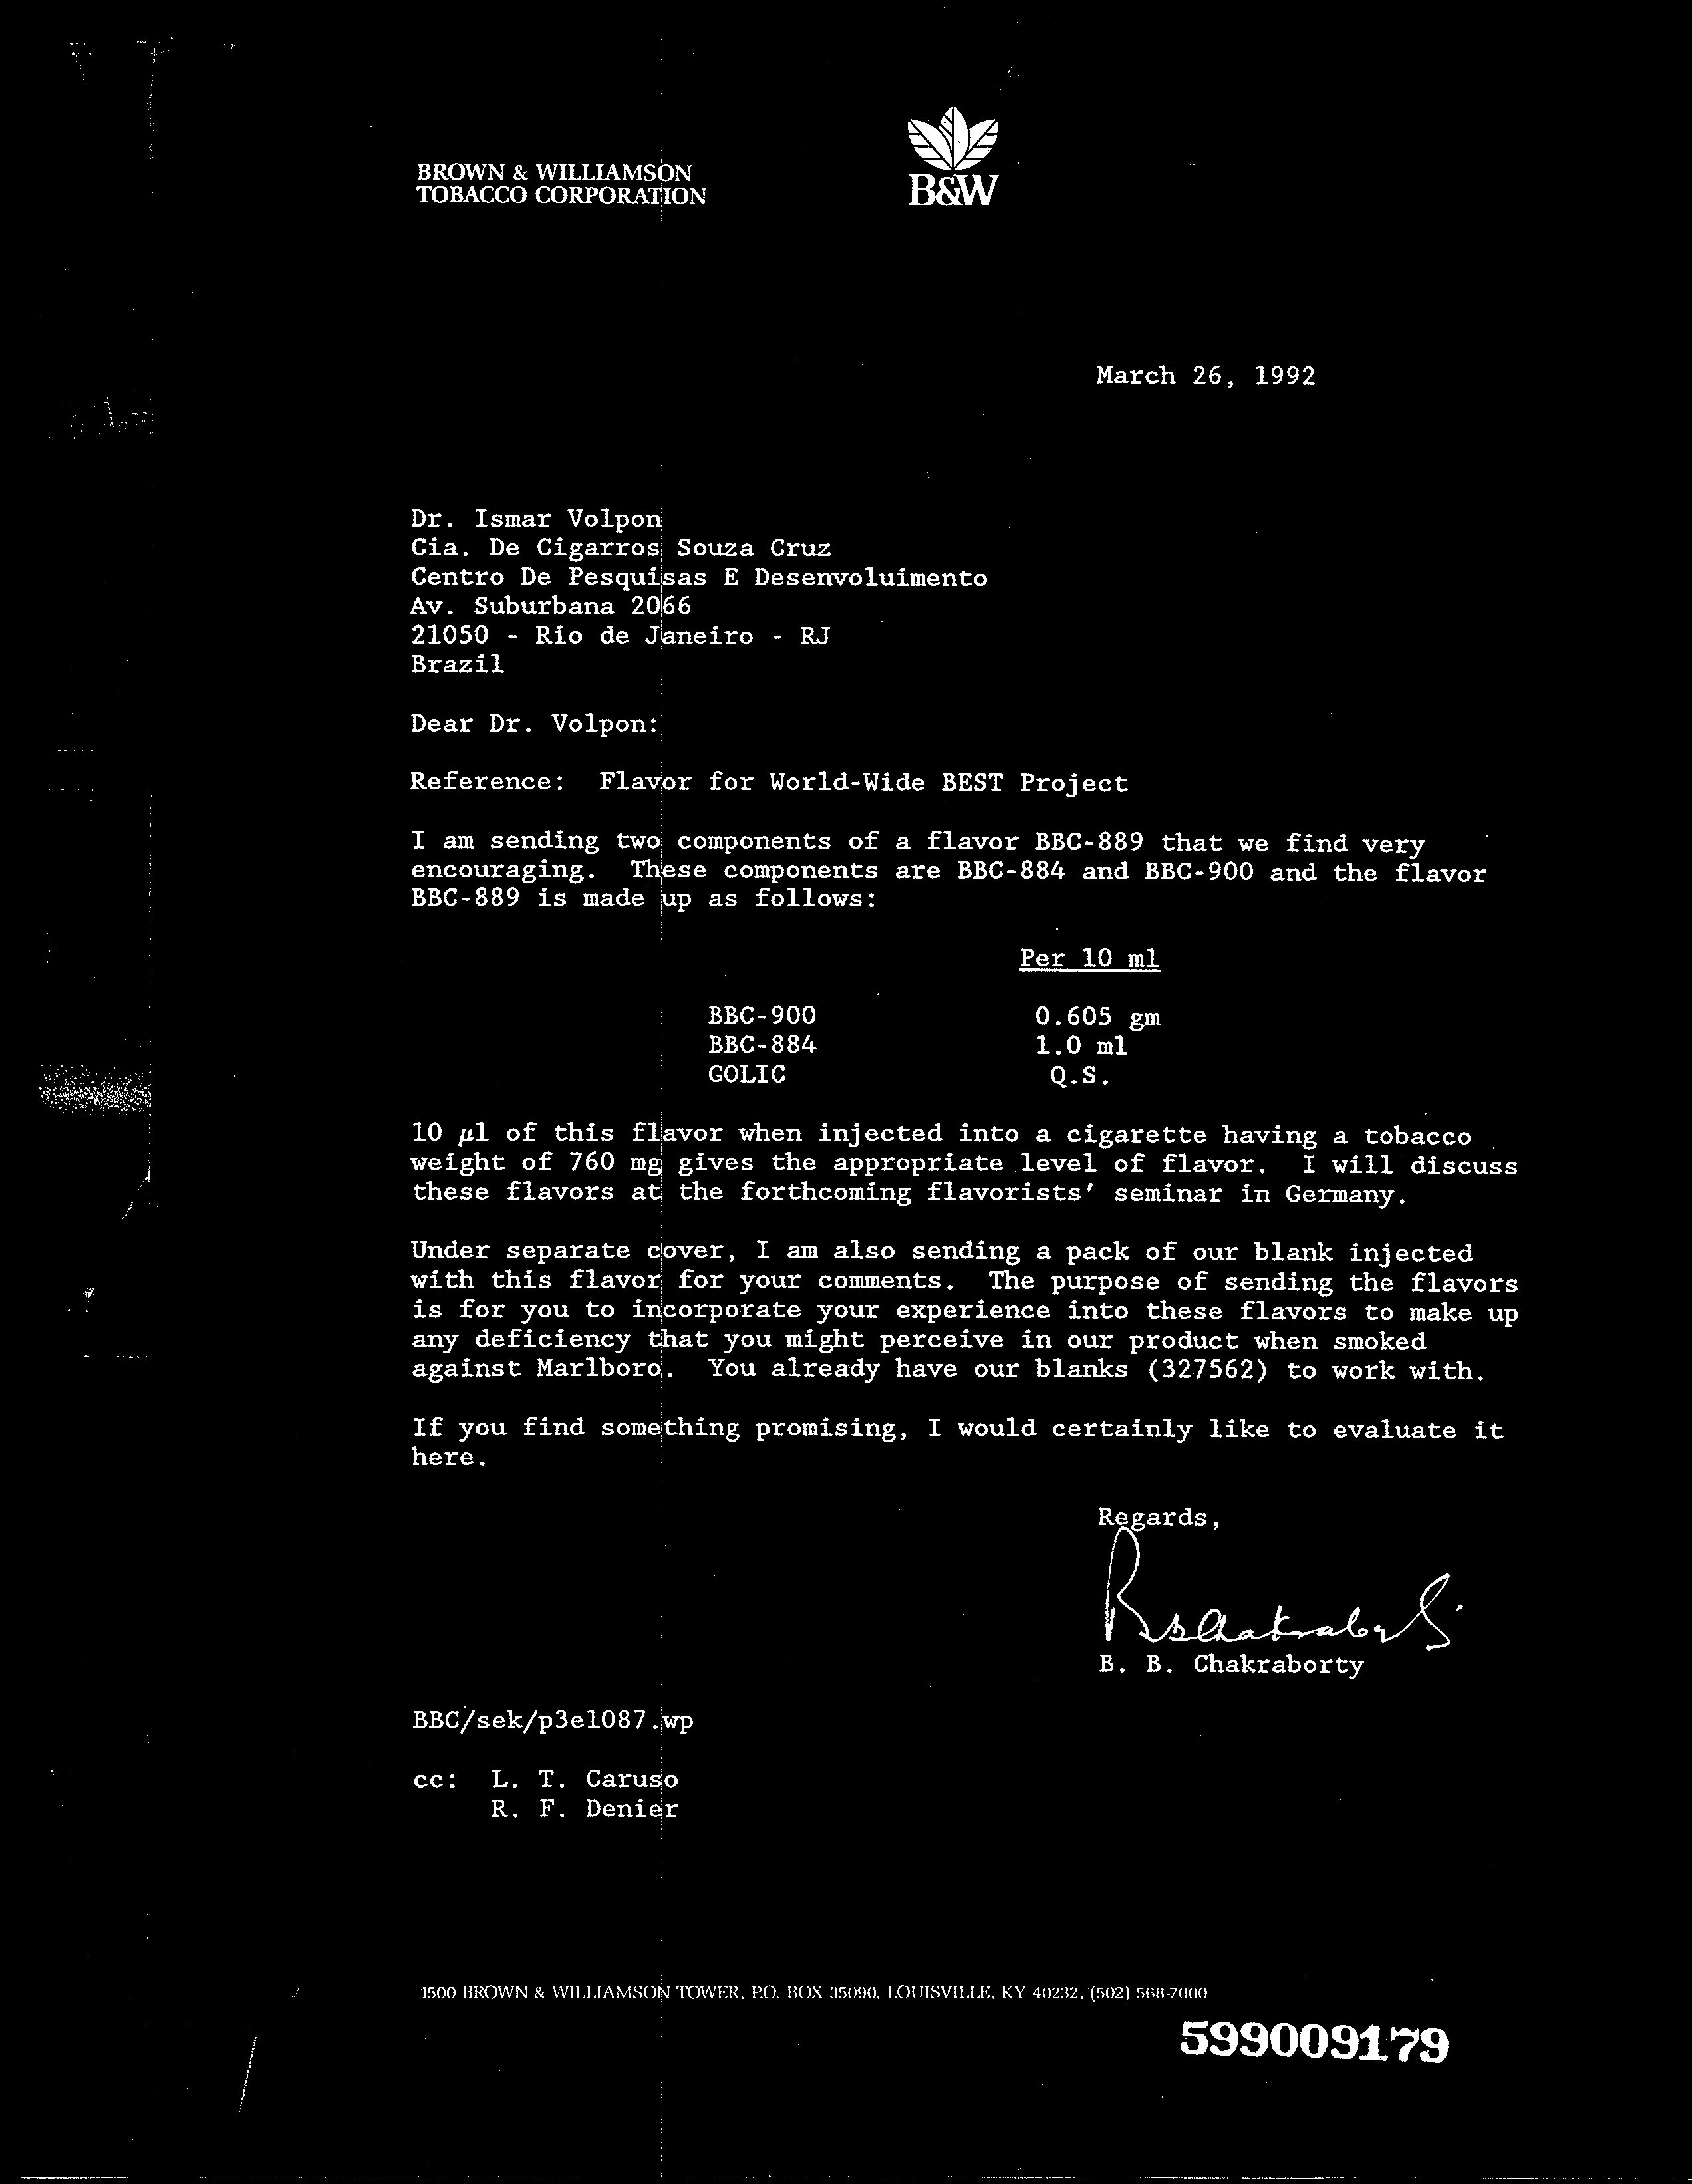 BROWN & WILLIAMSON
TOBACCO CORPORATION
B&W
March 26, 1992
Dr. Ismar Volpon
Cia. De Cigarros Souza Cruz
Centro De Pesquisas E Desenvoluimento
Av. Suburbana 2066
21050 - Rio de Janeiro - RJ
Brazil
Dear Dr. Volpon:
Reference: Flavor for World-Wide BEST Project
I am sending two components of a flavor BBC-889 that we find very
encouraging. These components are BBC-884 and BBC-900 and the flavor
BBC-889 is made up as follows:
Per 10 ml
BBC-900 0.605 gm
BBC-884 1.0 ml
GOLIC Q.S.
10 µl of this flavor when injected into a cigarette having a tobacco
weight of 760 mg gives the appropriate level of flavor. I will discuss
these flavors at the forthcoming flavorists' seminar in Germany.
Under separate cover, I am also sending a pack of our blank injected
with this flavor for your comments. The purpose of sending the flavors
is for you to incorporate your experience into these flavors to make up
any deficiency that you might perceive in our product when smoked
against Marlboro. You already have our blanks (327562) to work with.
If you find something promising, I would certainly like to evaluate it
here.
Regards,
BBChakraborty
B. B. Chakraborty
BBC/sek/p3e1087.wp
cc: L. T. Caruso
R. F. Denier
1500 BROWN & WILLIAMSON TOWER, P.O. BOX 35090, LOUISVILLE, KY 40232, (502) 568-7000
599009179